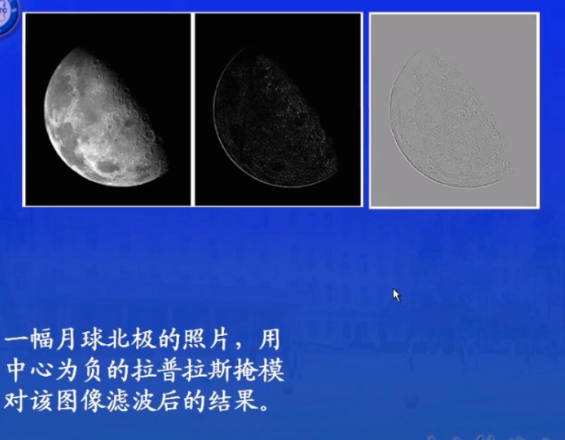 一幅月球北极的照片，用
中心为负的拉普拉斯掩模
对该图像滤波后的结果。